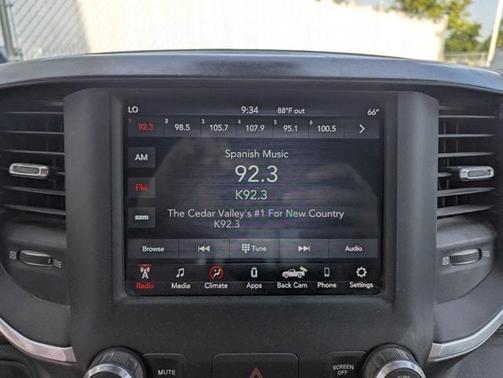 LO 9:34 88°F out 66°
1 92.3 2 98.5 3 105.7 4 107.9 5 95.1 6 100.5
AM
Spanish Music
92.3
FM
K92.3
The Cedar Valley's #1 For New Country
K92.3
Browse Tune Audio
Radio Media Climate Apps Back Cam Phone Settings
MUTE SCREEN OFF